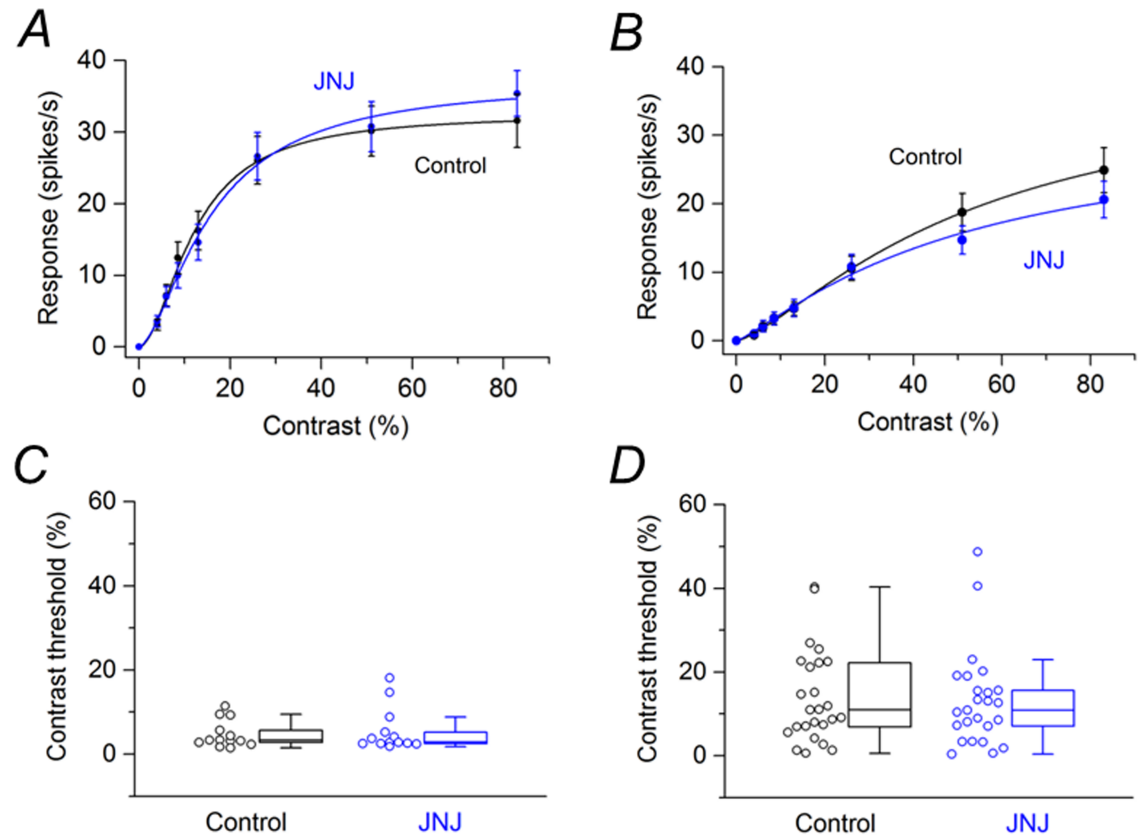 A
Response (spikes/s)
40
30
20
10
0
JNJ
Control
0 20 40 60 80
Contrast (%)
B
Response (spikes/s)
40
30
20
10
0
Control
JNJ
0 20 40 60 80
Contrast (%)
C
Contrast threshold (%)
60
40
20
0
Control JNJ
D
Contrast threshold (%)
60
40
20
0
Control JNJ